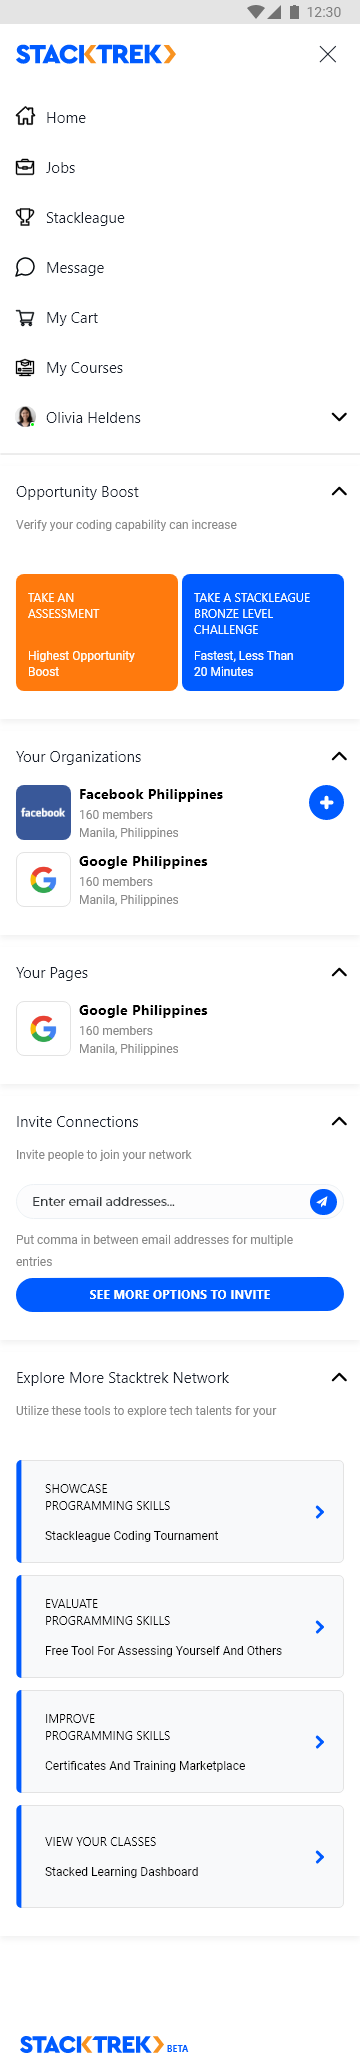 12:30
STACKTREK
Home
Jobs
Stackleague
Message
My Cart
My Courses
Olivia Heldens
Opportunity Boost
Verify your coding capability can increase
TAKE AN
ASSESSMENT
Highest Opportunity
Boost
TAKE A STACKLEAGUE
BRONZE LEVEL
CHALLENGE
Fastest, Less Than
20 Minutes
Your Organizations
facebook
Facebook Philippines
160 members
Manila, Philippines
G
Google Philippines
160 members
Manila, Philippines
Your Pages
G
Google Philippines
160 members
Manila, Philippines
Invite Connections
Invite people to join your network
Enter email addresses...
Put comma in between email addresses for multiple
entries
SEE MORE OPTIONS TO INVITE
Explore More Stacktrek Network
Utilize these tools to explore tech talents for your
SHOWCASE
PROGRAMMING SKILLS
Stackleague Coding Tournament
EVALUATE
PROGRAMMING SKILLS
Free Tool For Assessing Yourself And Others
IMPROVE
PROGRAMMING SKILLS
Certificates And Training Marketplace
VIEW YOUR CLASSES
Stacked Learning Dashboard
STACKTREK BETA